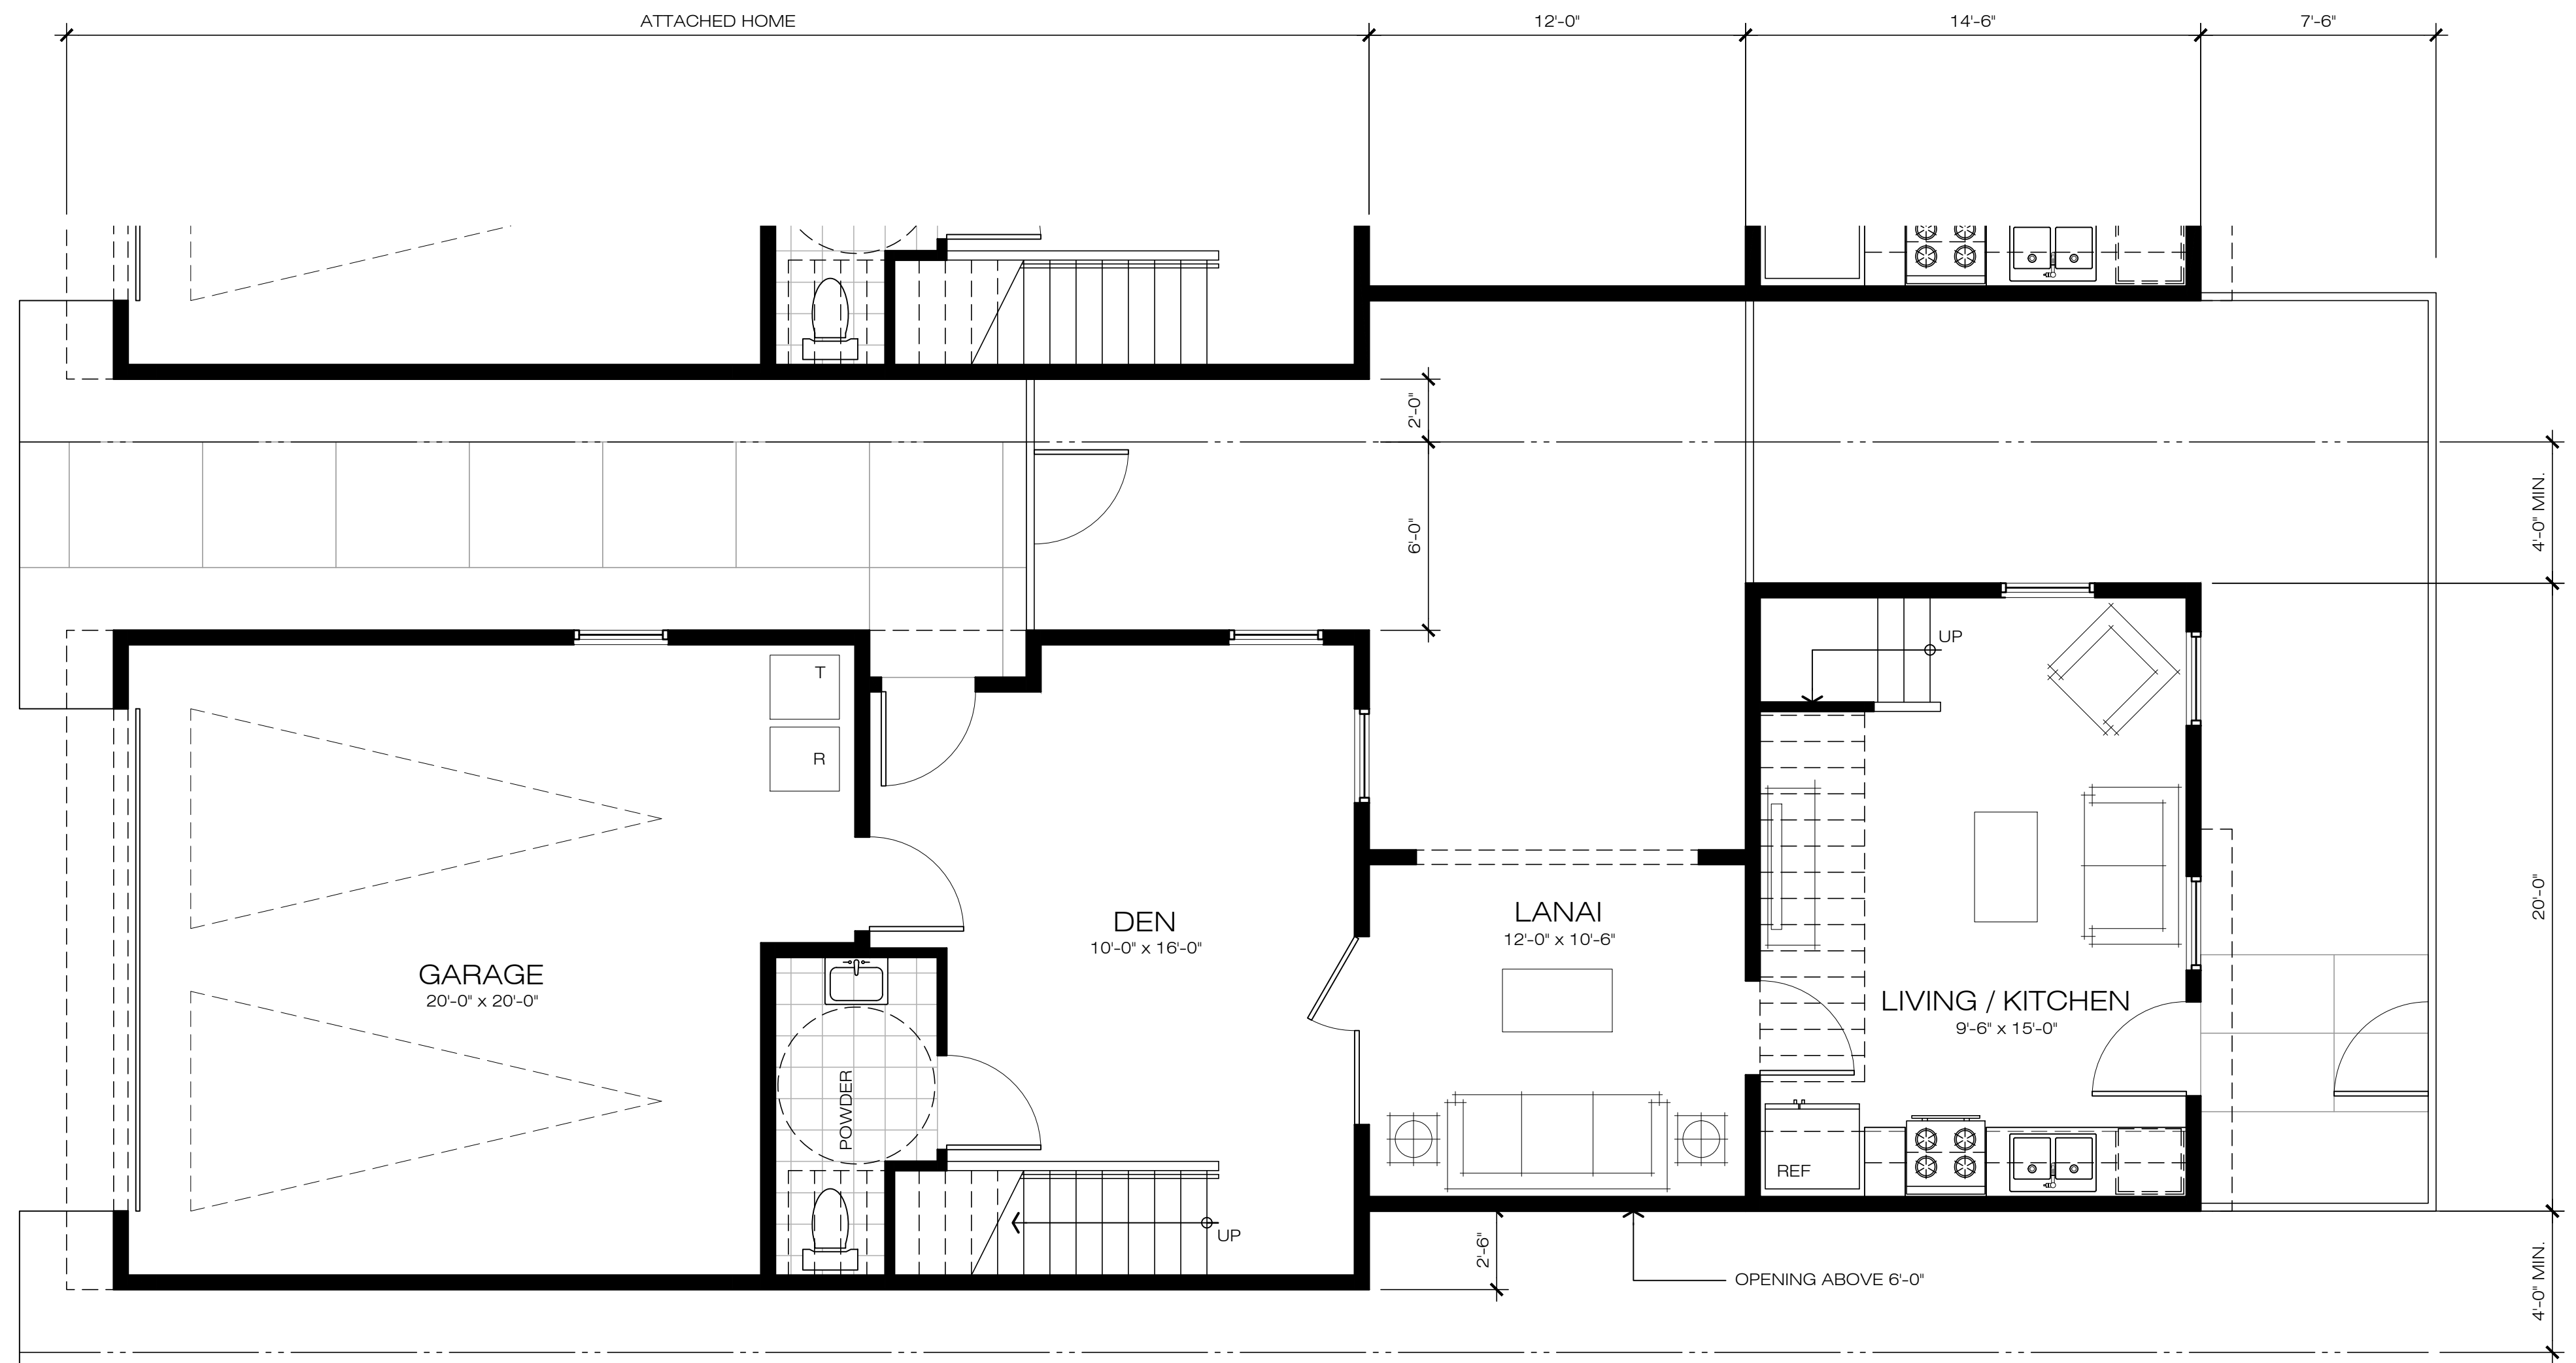 ATTACHED HOME
12'-0"
14'-6"
7'-6"
2'-0"
6'-0"
4'-0" MIN.
UP
T
R
20'-0"
DEN
10'-0" x 16'-0"
LANAI
12'-0" x 10'-6"
GARAGE
20'-0" x 20'-0"
LIVING / KITCHEN
9'-6" x 15'-0"
POWDER
REF
UP
2'-6"
OPENING ABOVE 6'-0"
4'-0" MIN.